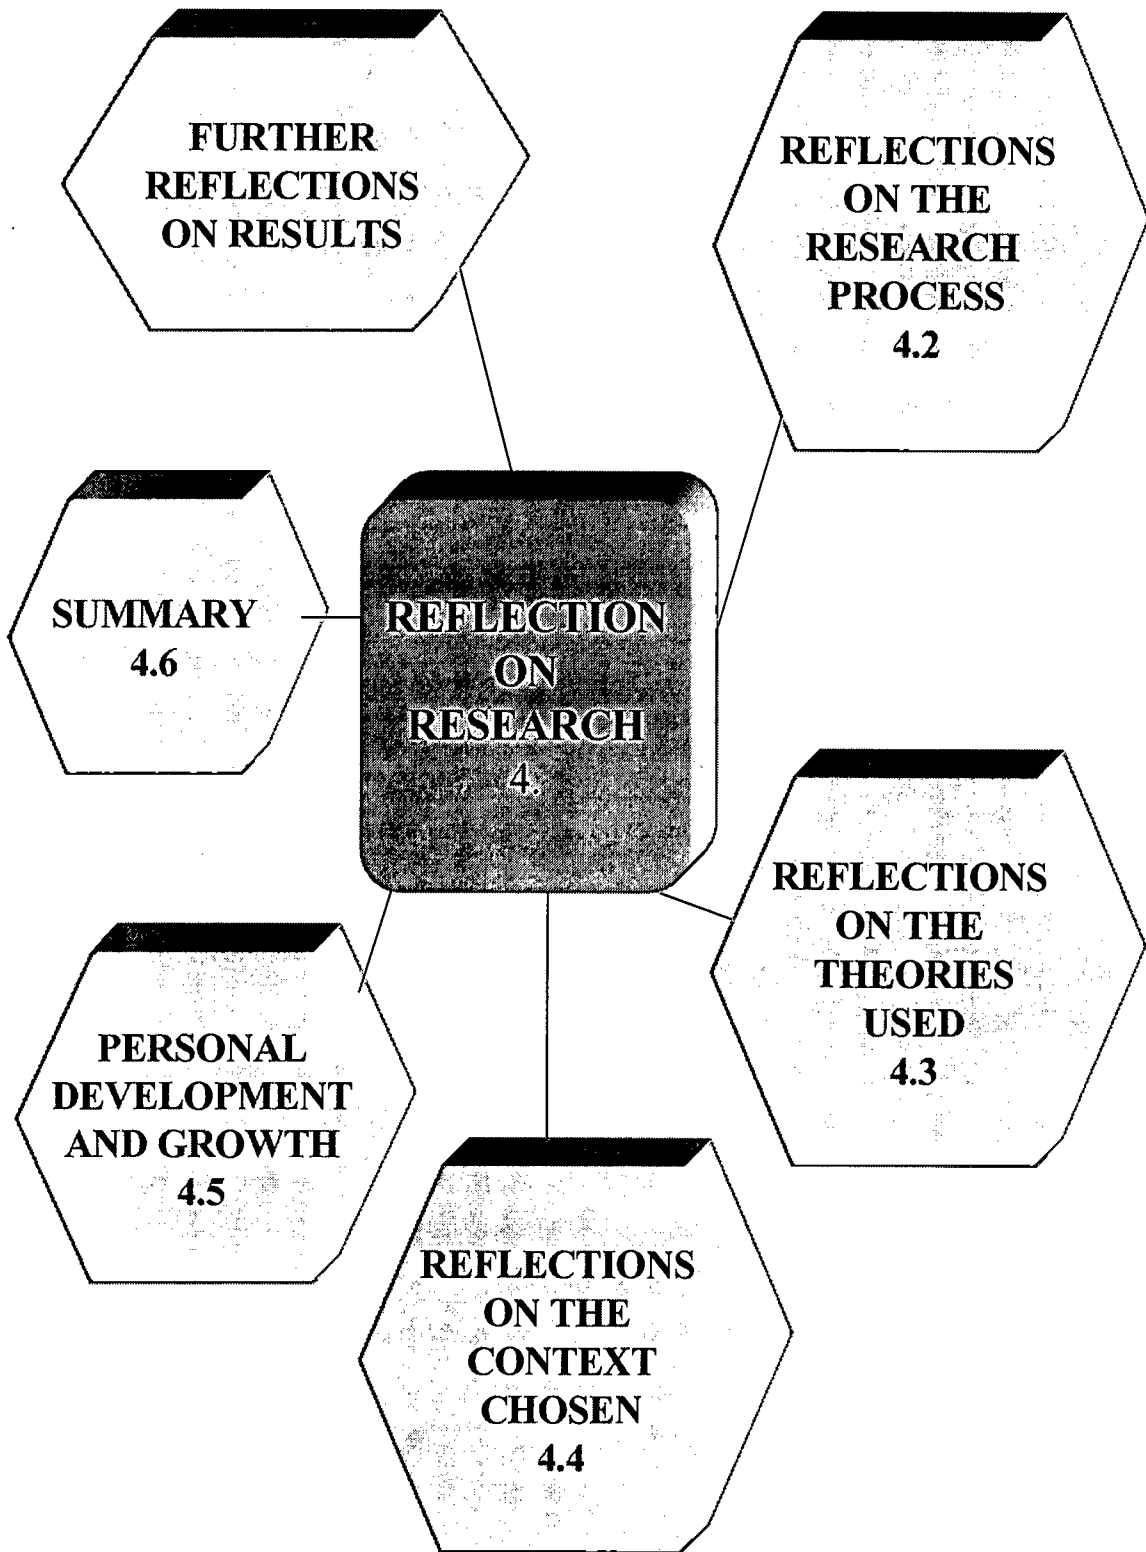 FURTHER
REFLECTIONS
ON RESULTS
REFLECTIONS
ON THE
RESEARCH
PROCESS
4.2
SUMMARY
4.6
REFLECTION
ON
RESEARCH
4.
REFLECTIONS
ON THE
THEORIES
USED
4.3
PERSONAL
DEVELOPMENT
AND GROWTH
4.5
REFLECTIONS
ON THE
CONTEXT
CHOSEN
4.4